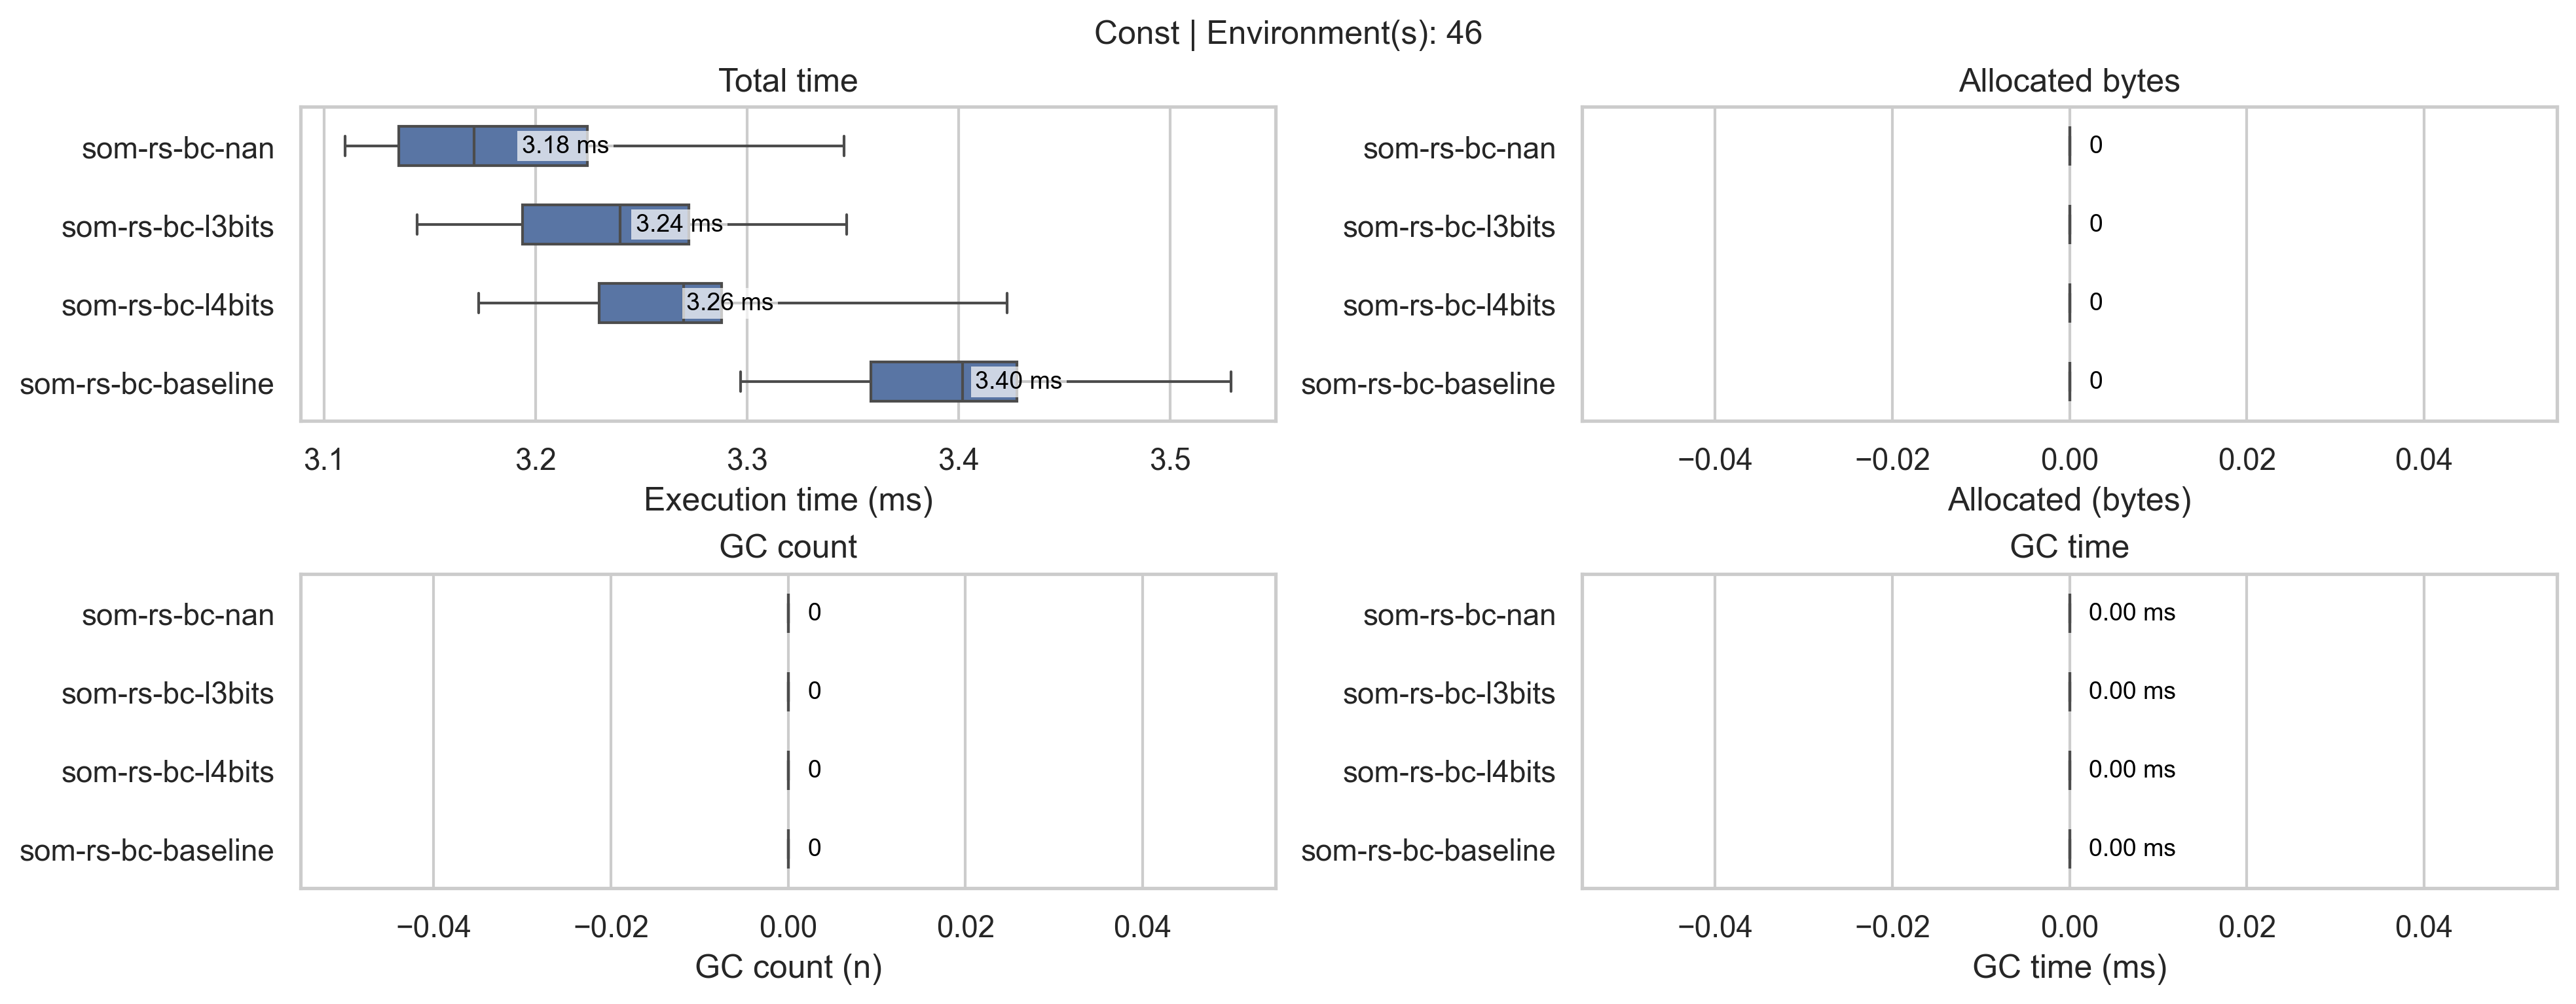 Const | Environment(s): 46
Total time
som-rs-bc-nan
3.18 ms
som-rs-bc-l3bits
3.24 ms
som-rs-bc-l4bits
3.26 ms
som-rs-bc-baseline
3.40 ms
3.1 3.2 3.3 3.4 3.5
Execution time (ms)
Allocated bytes
som-rs-bc-nan
0
som-rs-bc-l3bits
0
som-rs-bc-l4bits
0
som-rs-bc-baseline
0
−0.04 −0.02 0.00 0.02 0.04
Allocated (bytes)
GC count
som-rs-bc-nan
0
som-rs-bc-l3bits
0
som-rs-bc-l4bits
0
som-rs-bc-baseline
0
−0.04 −0.02 0.00 0.02 0.04
GC count (n)
GC time
som-rs-bc-nan
0.00 ms
som-rs-bc-l3bits
0.00 ms
som-rs-bc-l4bits
0.00 ms
som-rs-bc-baseline
0.00 ms
−0.04 −0.02 0.00 0.02 0.04
GC time (ms)